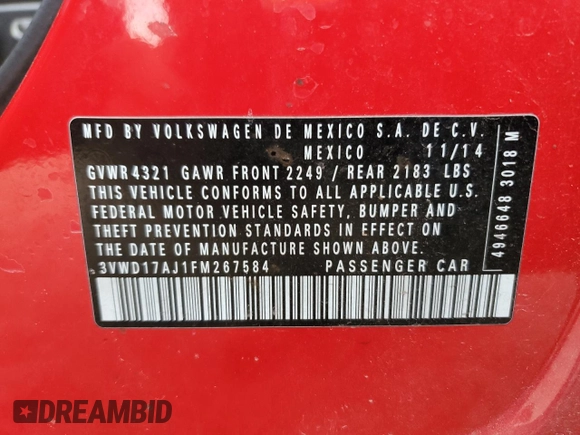 MFD BY VOLKSWAGEN DE MEXICO S.A. DE C.V.
MEXICO 11/14
GVWR 4321 GAWR FRONT 2249 / REAR 2183 LBS
THIS VEHICLE CONFORMS TO ALL APPLICABLE U.S.
FEDERAL MOTOR VEHICLE SAFETY, BUMPER AND
THEFT PREVENTION STANDARDS IN EFFECT ON
THE DATE OF MANUFACTURE SHOWN ABOVE.
3VWD17AJ1FM267584 PASSENGER CAR
4946648 3018 M
DREAMBID